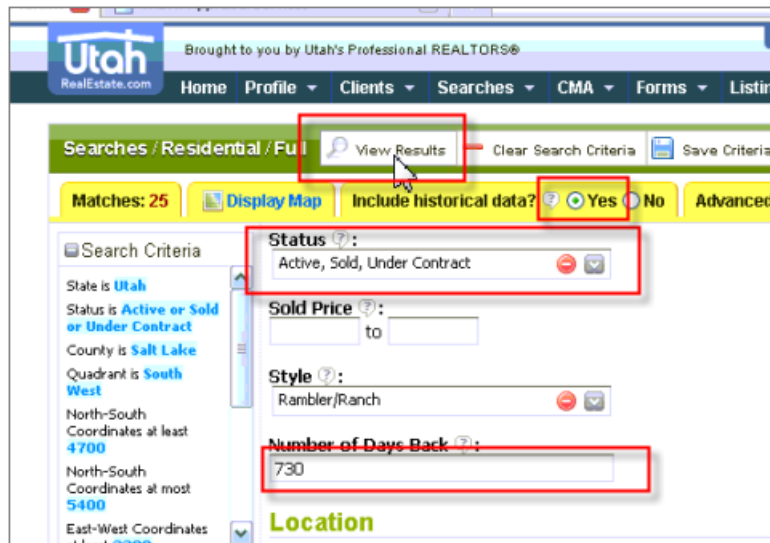 Utah
RealEstate.com
Brought to you by Utah's Professional REALTORS®
Home Profile Clients Searches CMA Forms
Searches / Residential / Full View Results Clear Search Criteria Save Criteria
Matches: 25 Display Map Include historical data? Yes No Advanced
Search Criteria
State is Utah
Status is Active or Sold
or Under Contract
County is Salt Lake
Quadrant is South
West
North-South
Coordinates at least
4700
North-South
Coordinates at most
5400
East-West Coordinates
Status ? :
Active, Sold, Under Contract
Sold Price ? :
to
Style ? :
Rambler/Ranch
Number of Days Back ? :
730
Location